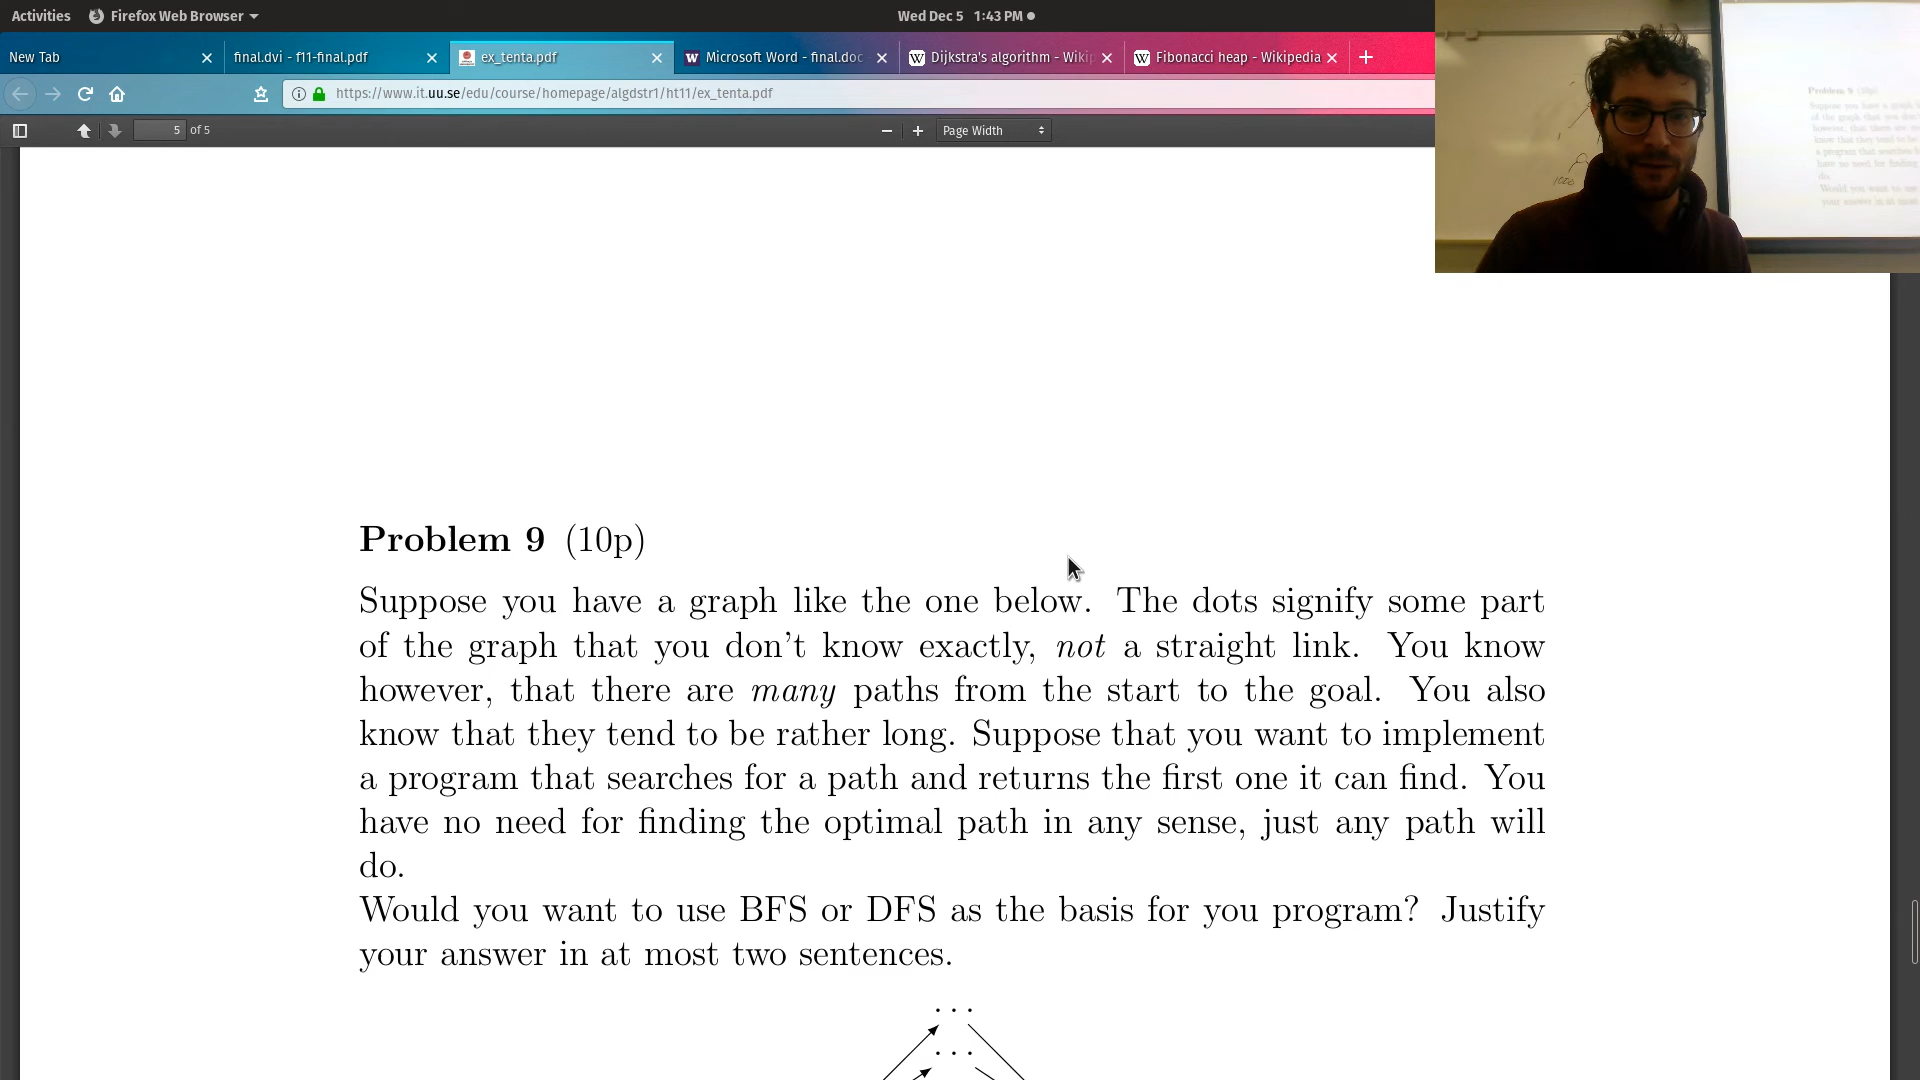 Activities Firefox Web Browser Wed Dec 5 1:43 PM
New Tab final.dvi - f11-final.pdf ex_tenta.pdf Microsoft Word - final.doc Dijkstra's algorithm - Wikip Fibonacci heap - Wikipedia
https://www.it.uu.se/edu/course/homepage/algdstr1/ht11/ex_tenta.pdf
5 of 5 Page Width
Problem 9 (10p)
Suppose you have a graph like the one below. The dots signify some part
of the graph that you don't know exactly, not a straight link. You know
however, that there are many paths from the start to the goal. You also
know that they tend to be rather long. Suppose that you want to implement
a program that searches for a path and returns the first one it can find. You
have no need for finding the optimal path in any sense, just any path will
do.
Would you want to use BFS or DFS as the basis for you program? Justify
your answer in at most two sentences.
. . .
. . .
Problem 9 (10p)